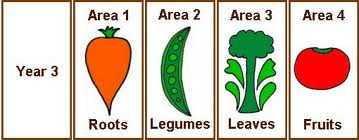 Area 1 Area 2 Area 3 Area 4
Year 3
Roots Legumes Leaves Fruits